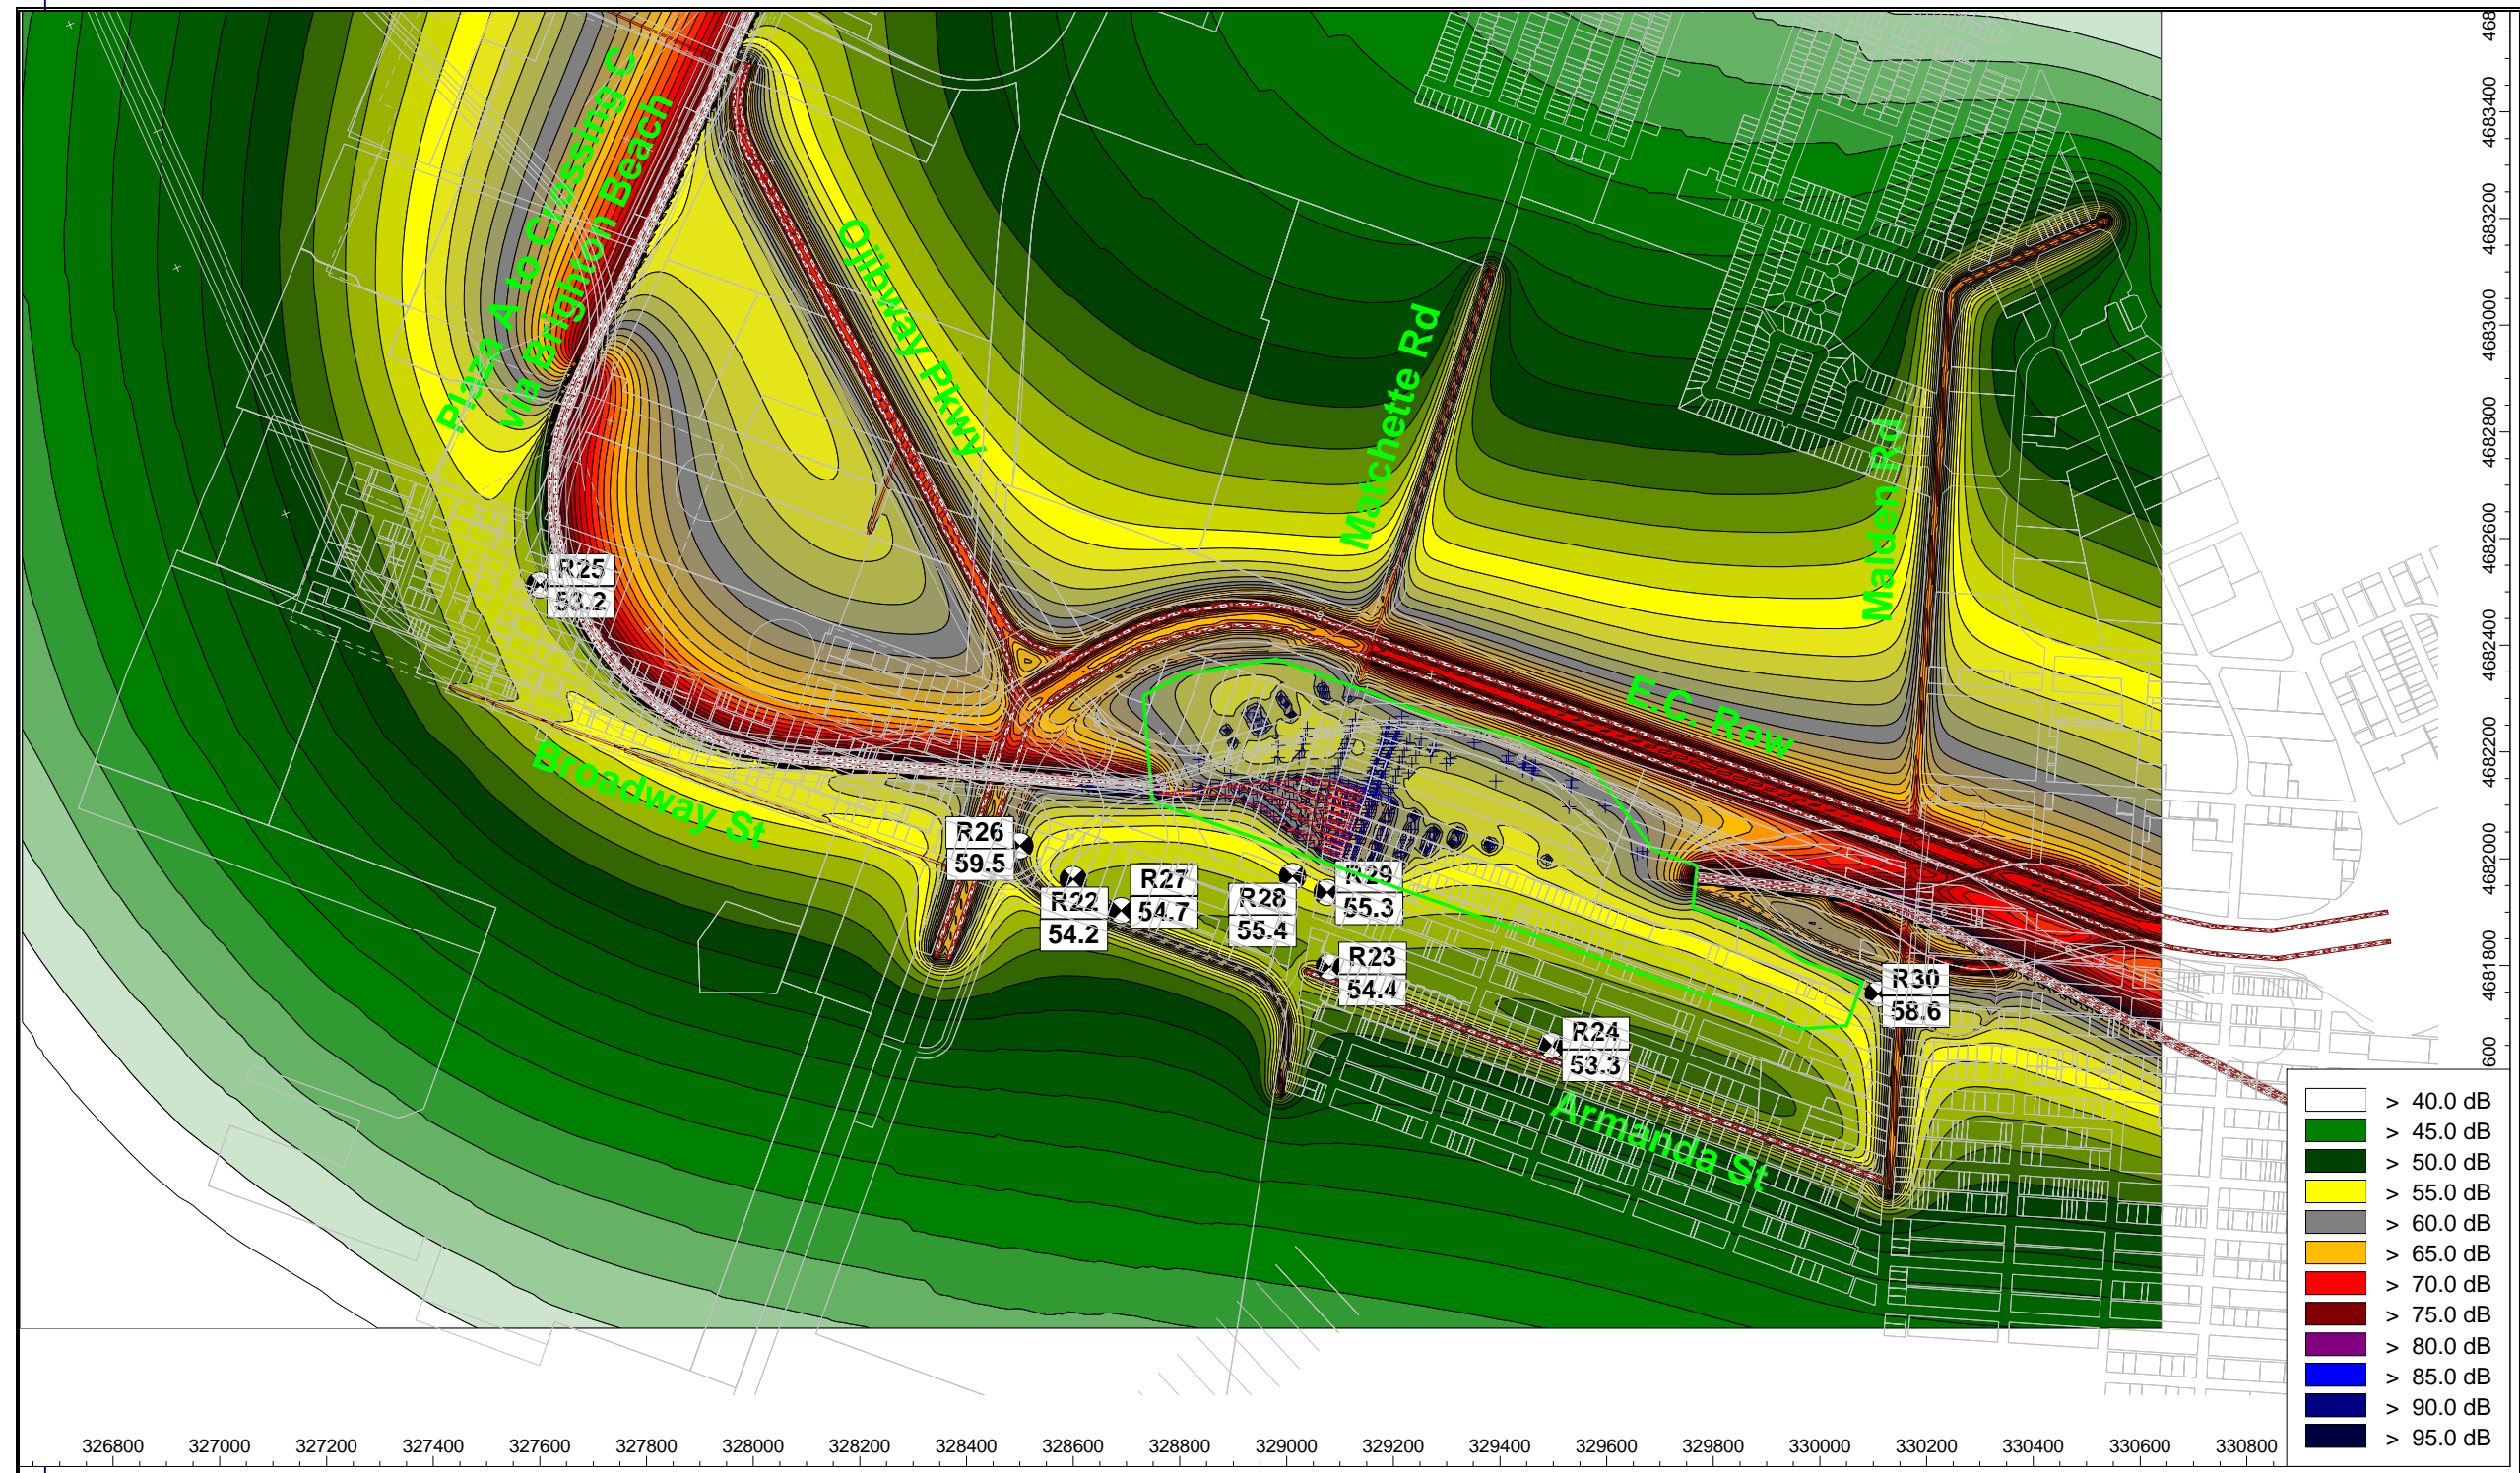 468
4683400
4683200
4683000
4682800
4682600
4682400
4682200
4682000
4681800
600
Plaza A to Crossing C
via Brighton Beach
Ojibway Pkwy
Matchette Rd
Malden Rd
E.C. Row
Broadway St
Armanda St
R25
53.2
R26
59.5
R22
54.2
R27
54.7
R28
55.4
R29
55.3
R23
54.4
R24
53.3
R30
58.6
> 40.0 dB
> 45.0 dB
> 50.0 dB
> 55.0 dB
> 60.0 dB
> 65.0 dB
> 70.0 dB
> 75.0 dB
> 80.0 dB
> 85.0 dB
> 90.0 dB
> 95.0 dB
326800 327000 327200 327400 327600 327800 328000 328200 328400 328600 328800 329000 329200 329400 329600 329800 330000 330200 330400 330600 330800